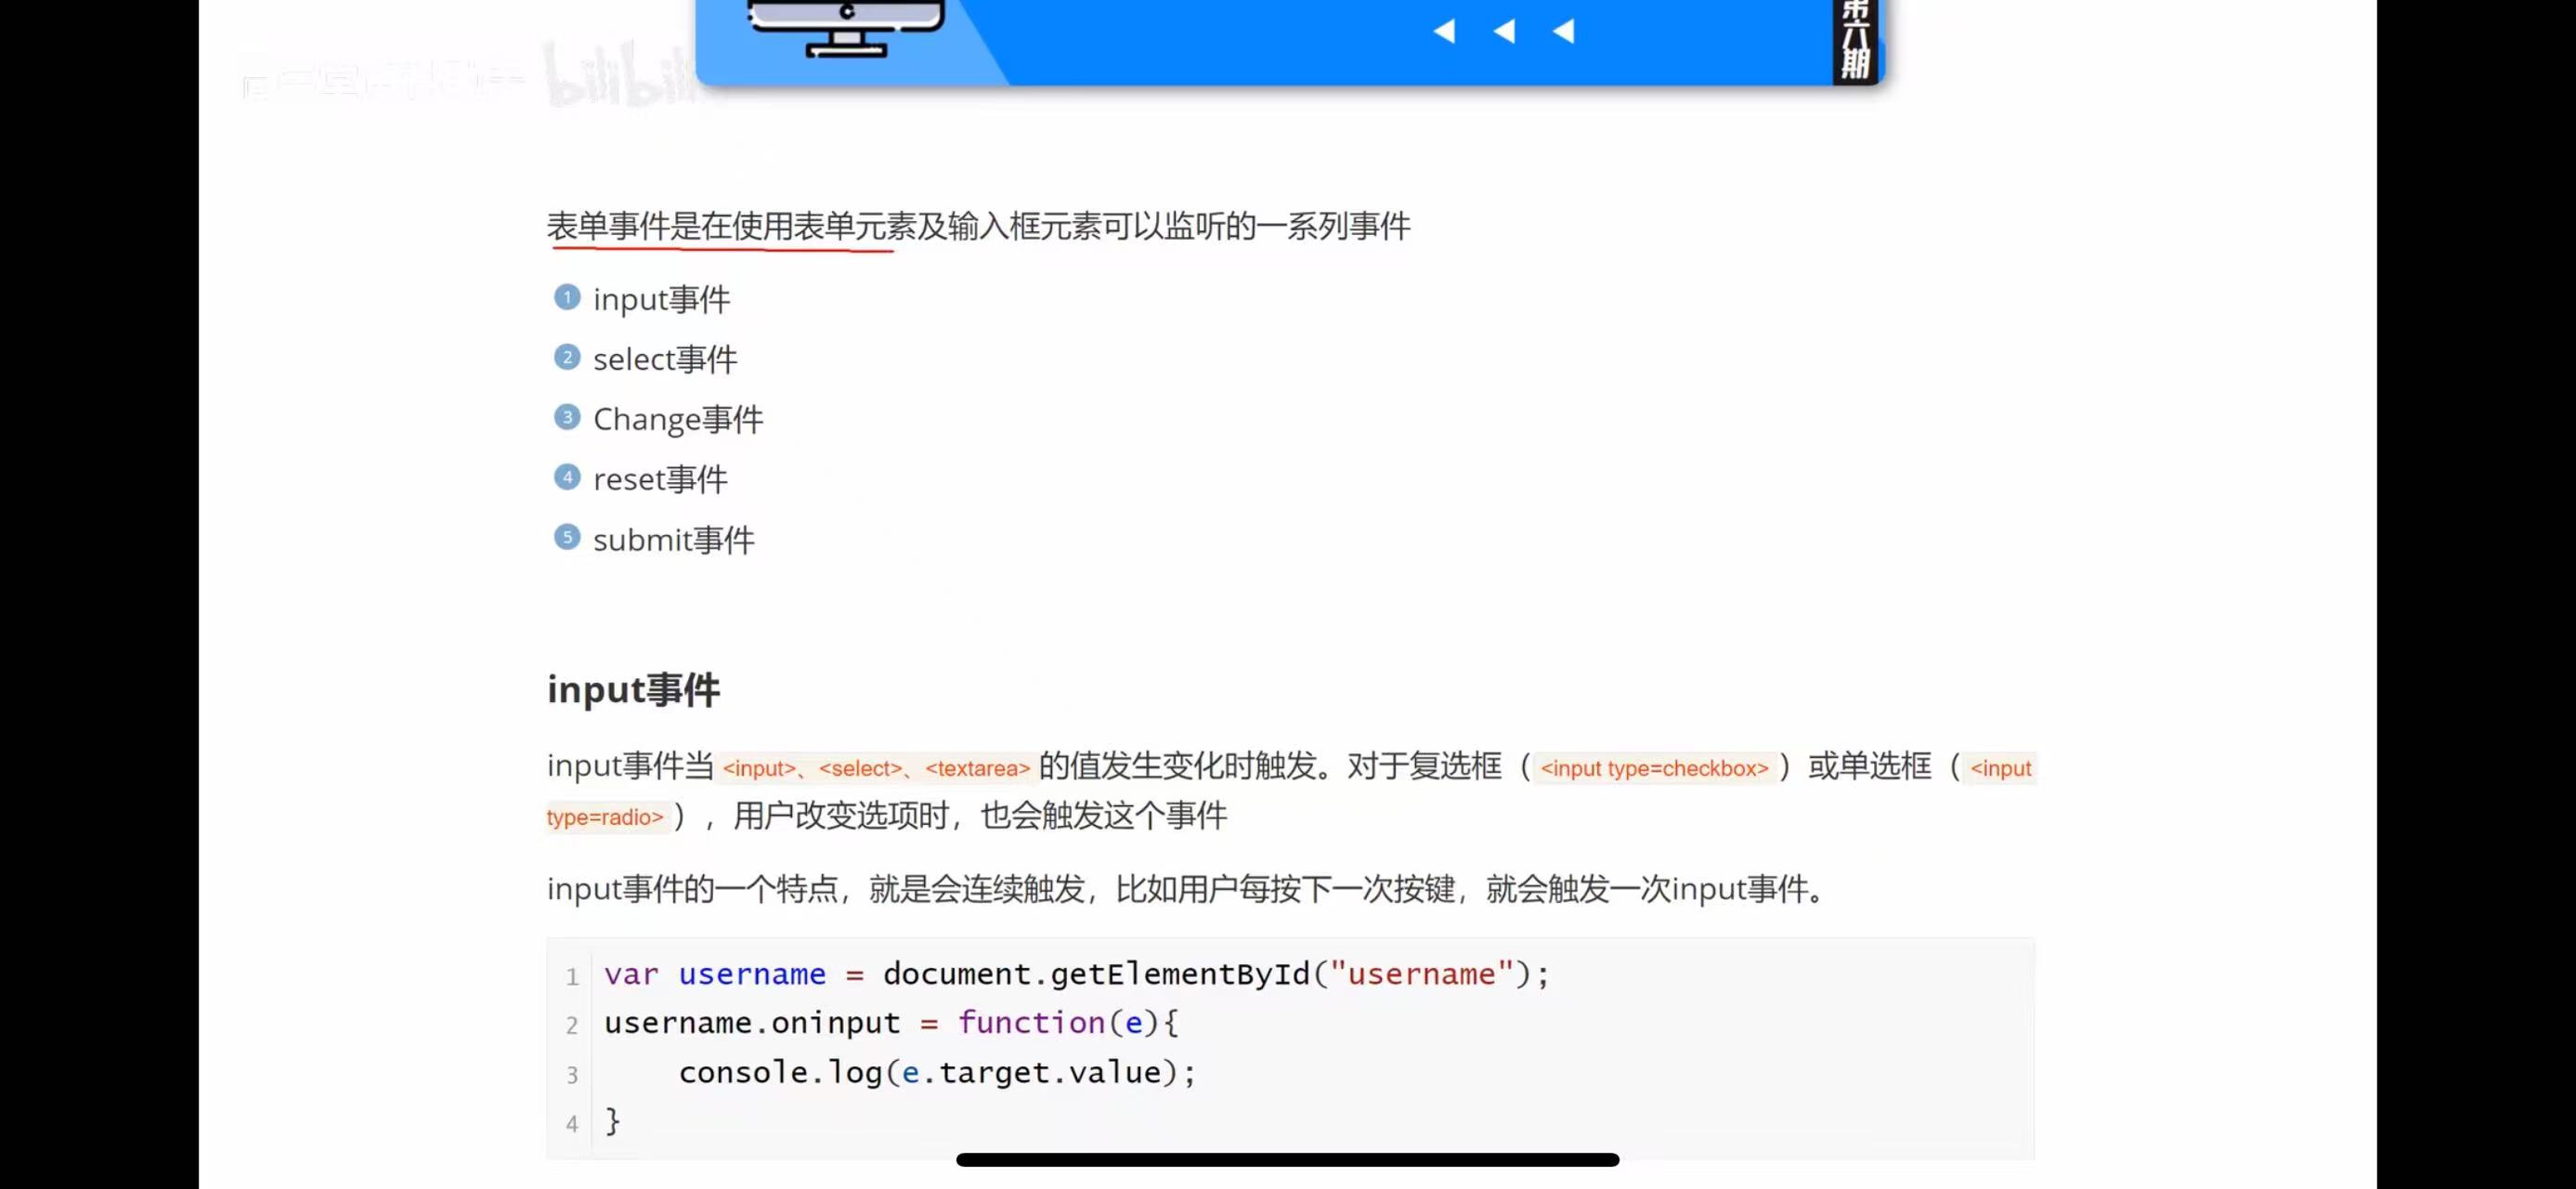 bilibili
第六期
表单事件是在使用表单元素及输入框元素可以监听的一系列事件
1 input事件
2 select事件
3 Change事件
4 reset事件
5 submit事件
input事件
input事件当 <input>、<select>、<textarea> 的值发生变化时触发。对于复选框（ <input type=checkbox> ）或单选框（ <input
type=radio> ），用户改变选项时，也会触发这个事件
input事件的一个特点，就是会连续触发，比如用户每按下一次按键，就会触发一次input事件。
1 var username = document.getElementById("username");
2 username.oninput = function(e){
3 console.log(e.target.value);
4 }